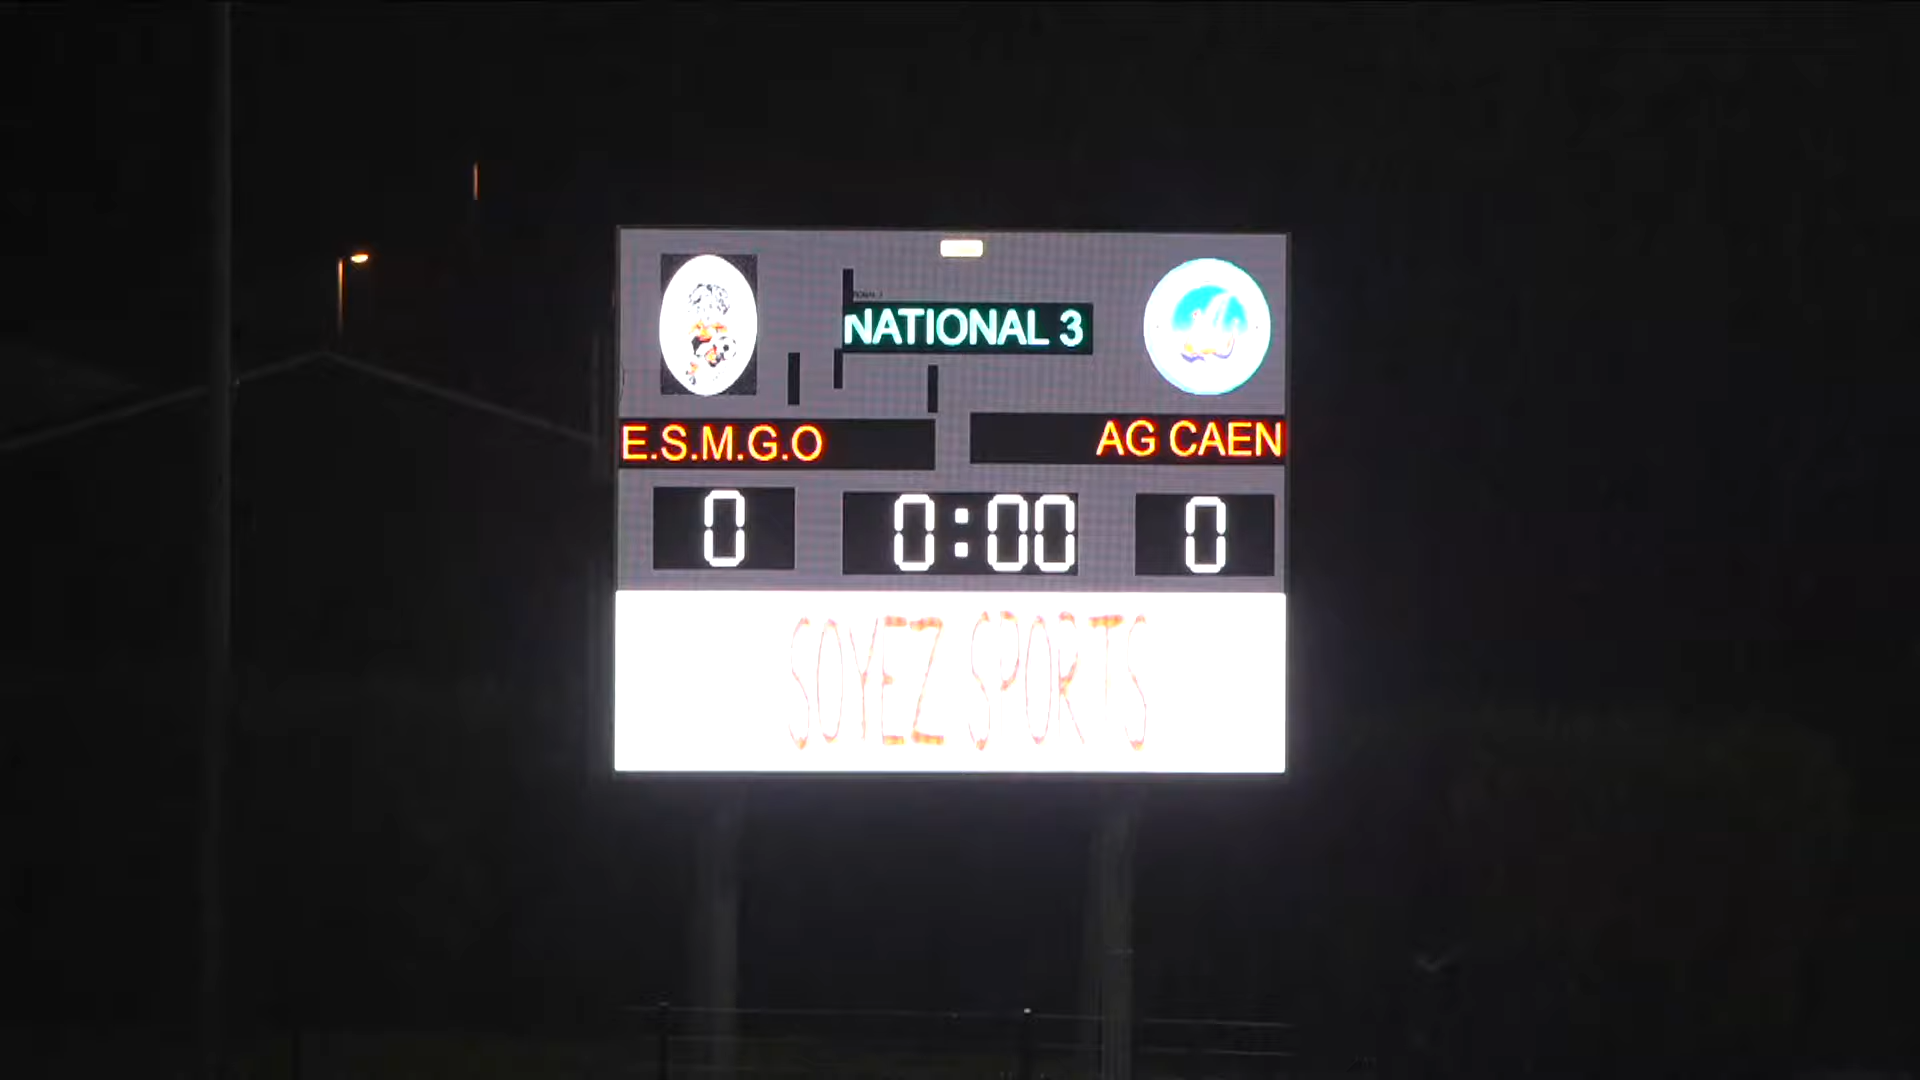 NATIONAL 3
E.S.M.G.O
AG CAEN
0
0:00
0
SOYEZ SPORTS